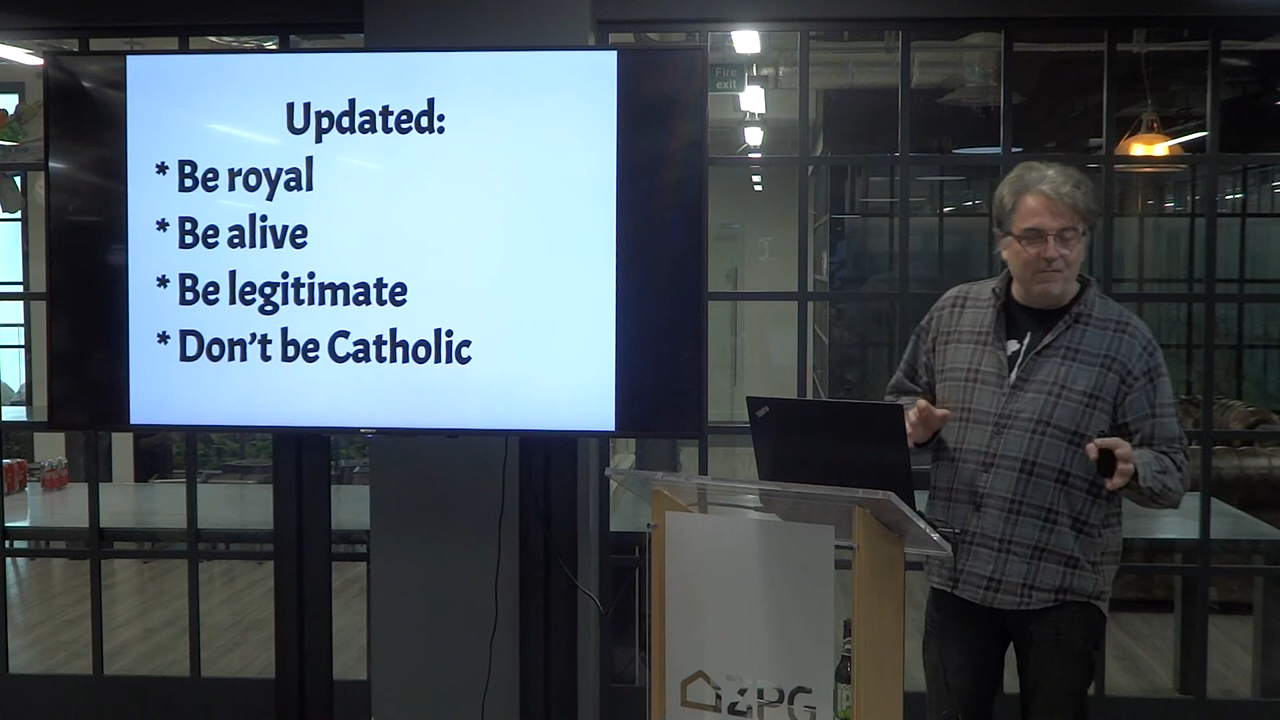 Updated:
* Be royal
* Be alive
* Be legitimate
* Don't be Catholic
Fire
exit
ZPG